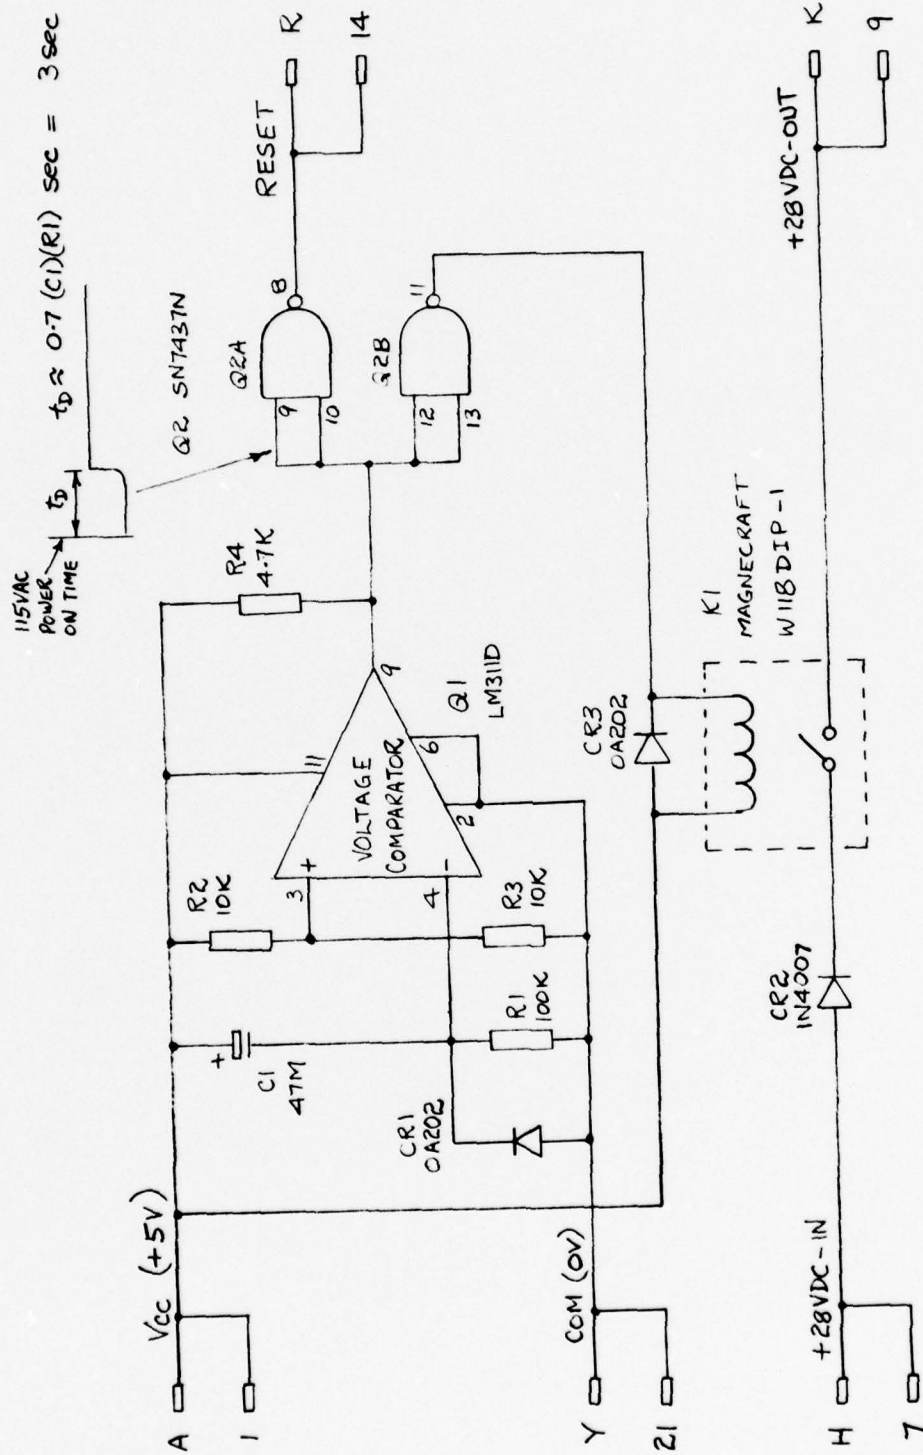 115VAC
POWER
ON TIME
tD
tD ≈ 0.7 (C1)(R1) sec = 3 sec
Q2 SN7437N
A
1
VCC (+5V)
C1
47M
+
R2
10K
R4
4.7K
3
+
11
VOLTAGE
COMPARATOR
4
-
2
6
9
Q1
LM311D
R1
100K
R3
10K
CR1
OA202
Q2A
9
10
8
RESET
R
14
Q2B
12
13
11
Y
21
COM (0V)
CR3
OA202
K1
MAGNECRAFT
W118DIP-1
H
7
+28VDC-IN
CR2
1N4007
+28VDC-OUT
K
9